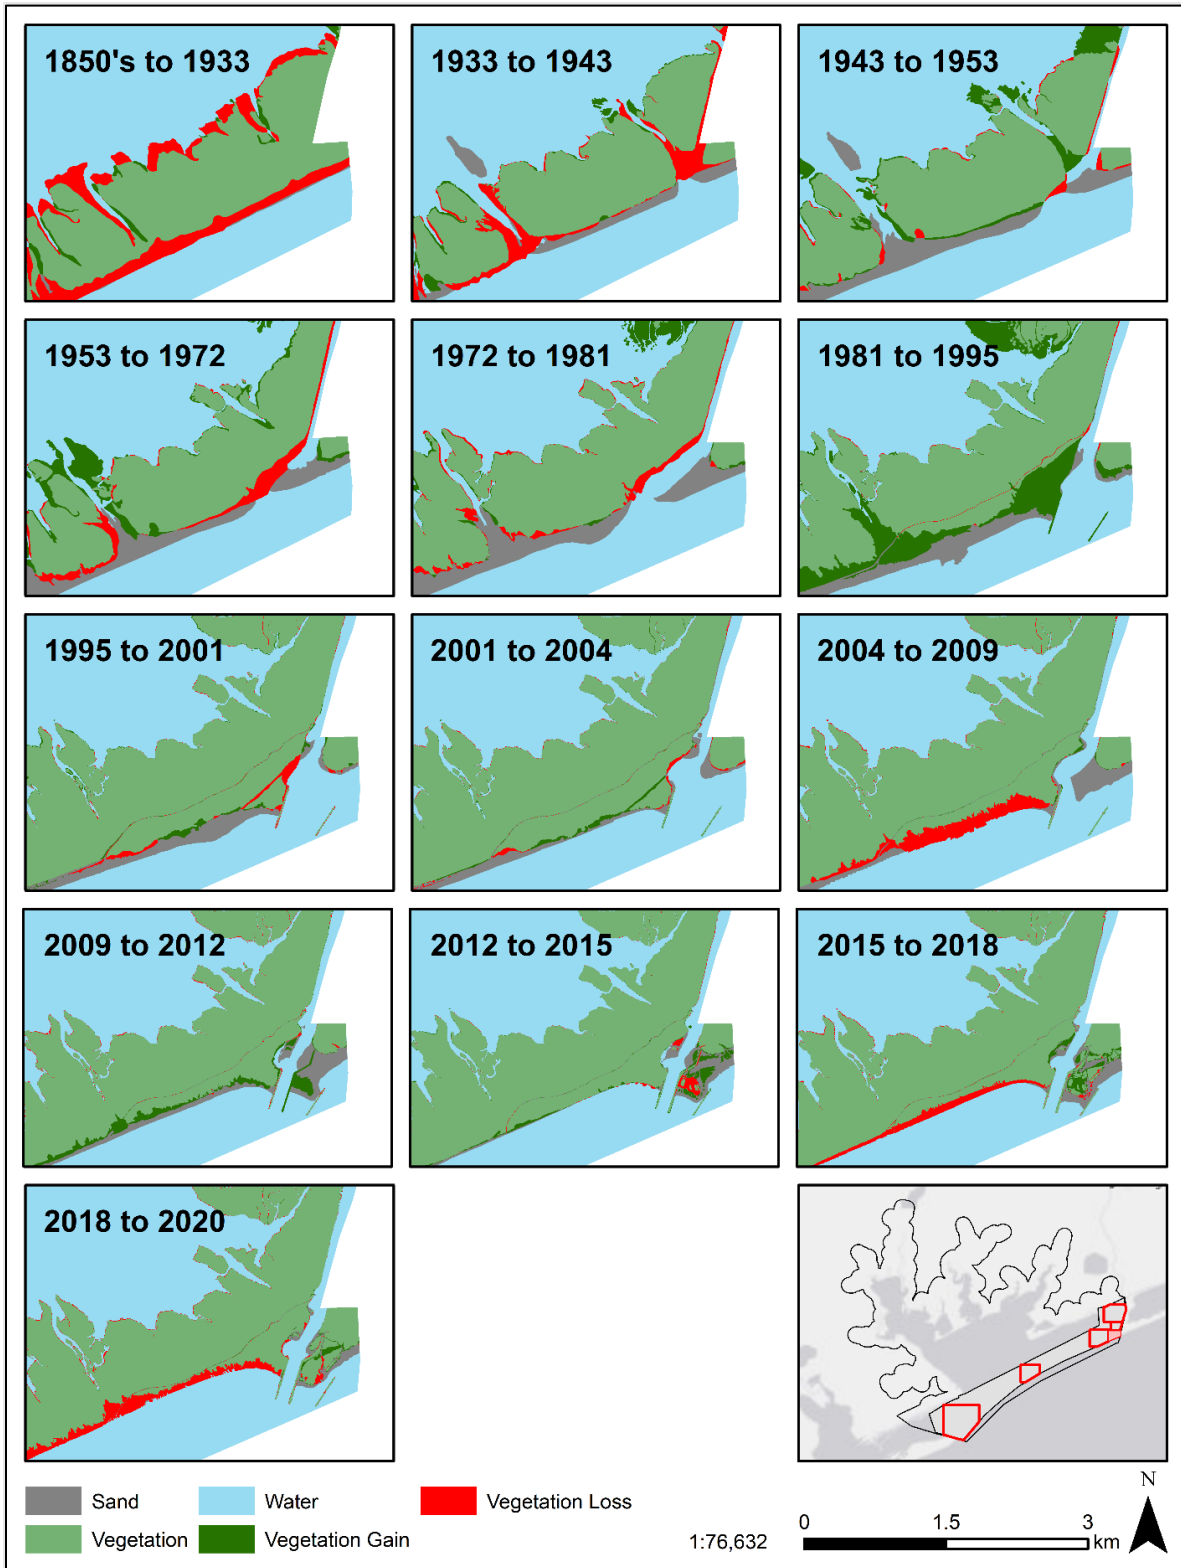 1850's to 1933
1933 to 1943
1943 to 1953
1953 to 1972
1972 to 1981
1981 to 1995
1995 to 2001
2001 to 2004
2004 to 2009
2009 to 2012
2012 to 2015
2015 to 2018
2018 to 2020
Sand
Water
Vegetation Loss
Vegetation
Vegetation Gain
1:76,632
0 1.5 3
km
N